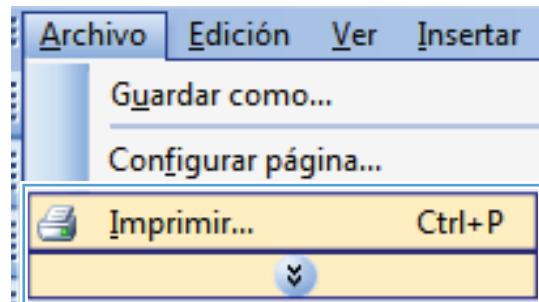 Archivo Edición Ver Insertar
Guardar como...
Configurar página...
Imprimir... Ctrl+P